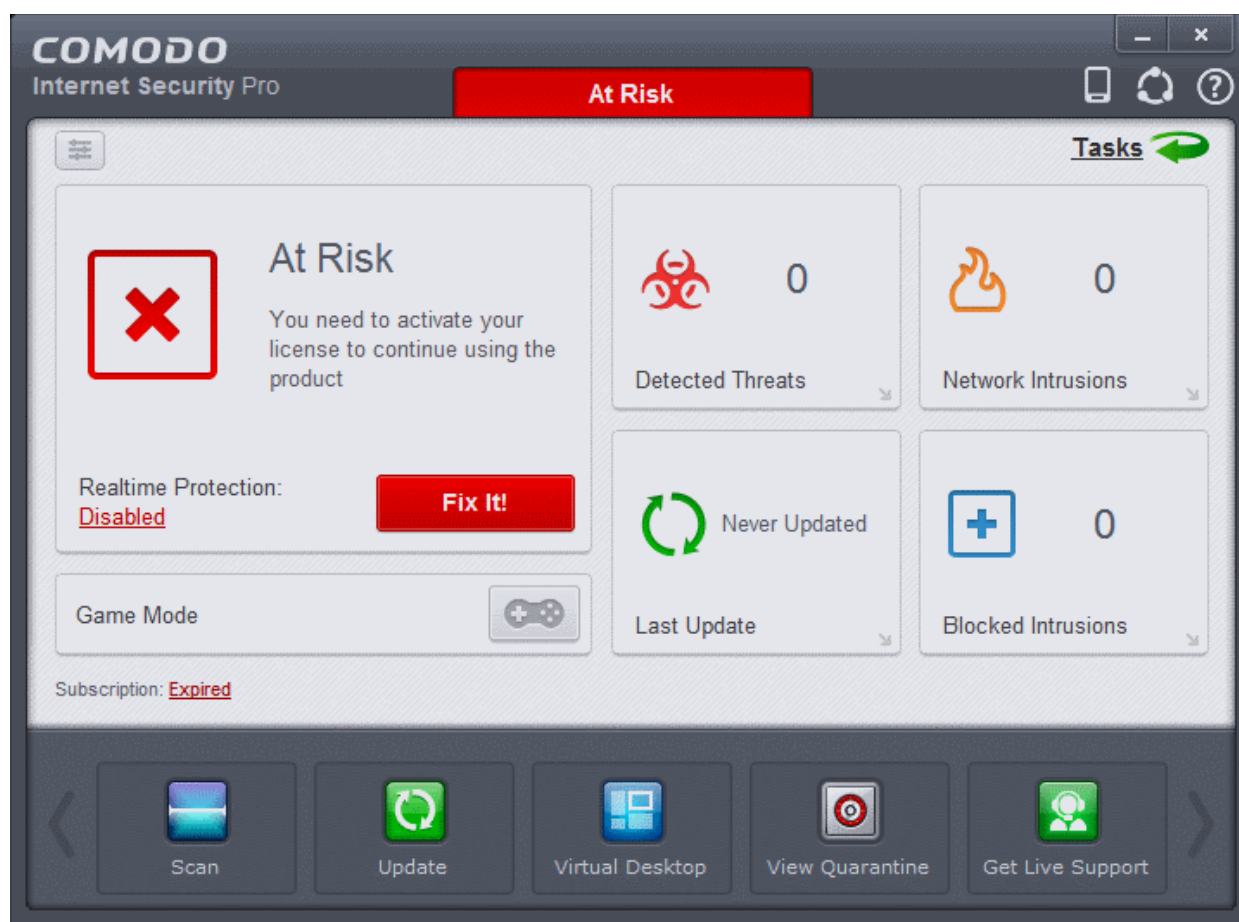 COMODO
Internet Security Pro
At Risk
Tasks
At Risk
You need to activate your
license to continue using the
product
Realtime Protection:
Disabled
Fix It!
0
Detected Threats
0
Network Intrusions
Game Mode
Never Updated
Last Update
0
Blocked Intrusions
Subscription: Expired
Scan
Update
Virtual Desktop
View Quarantine
Get Live Support